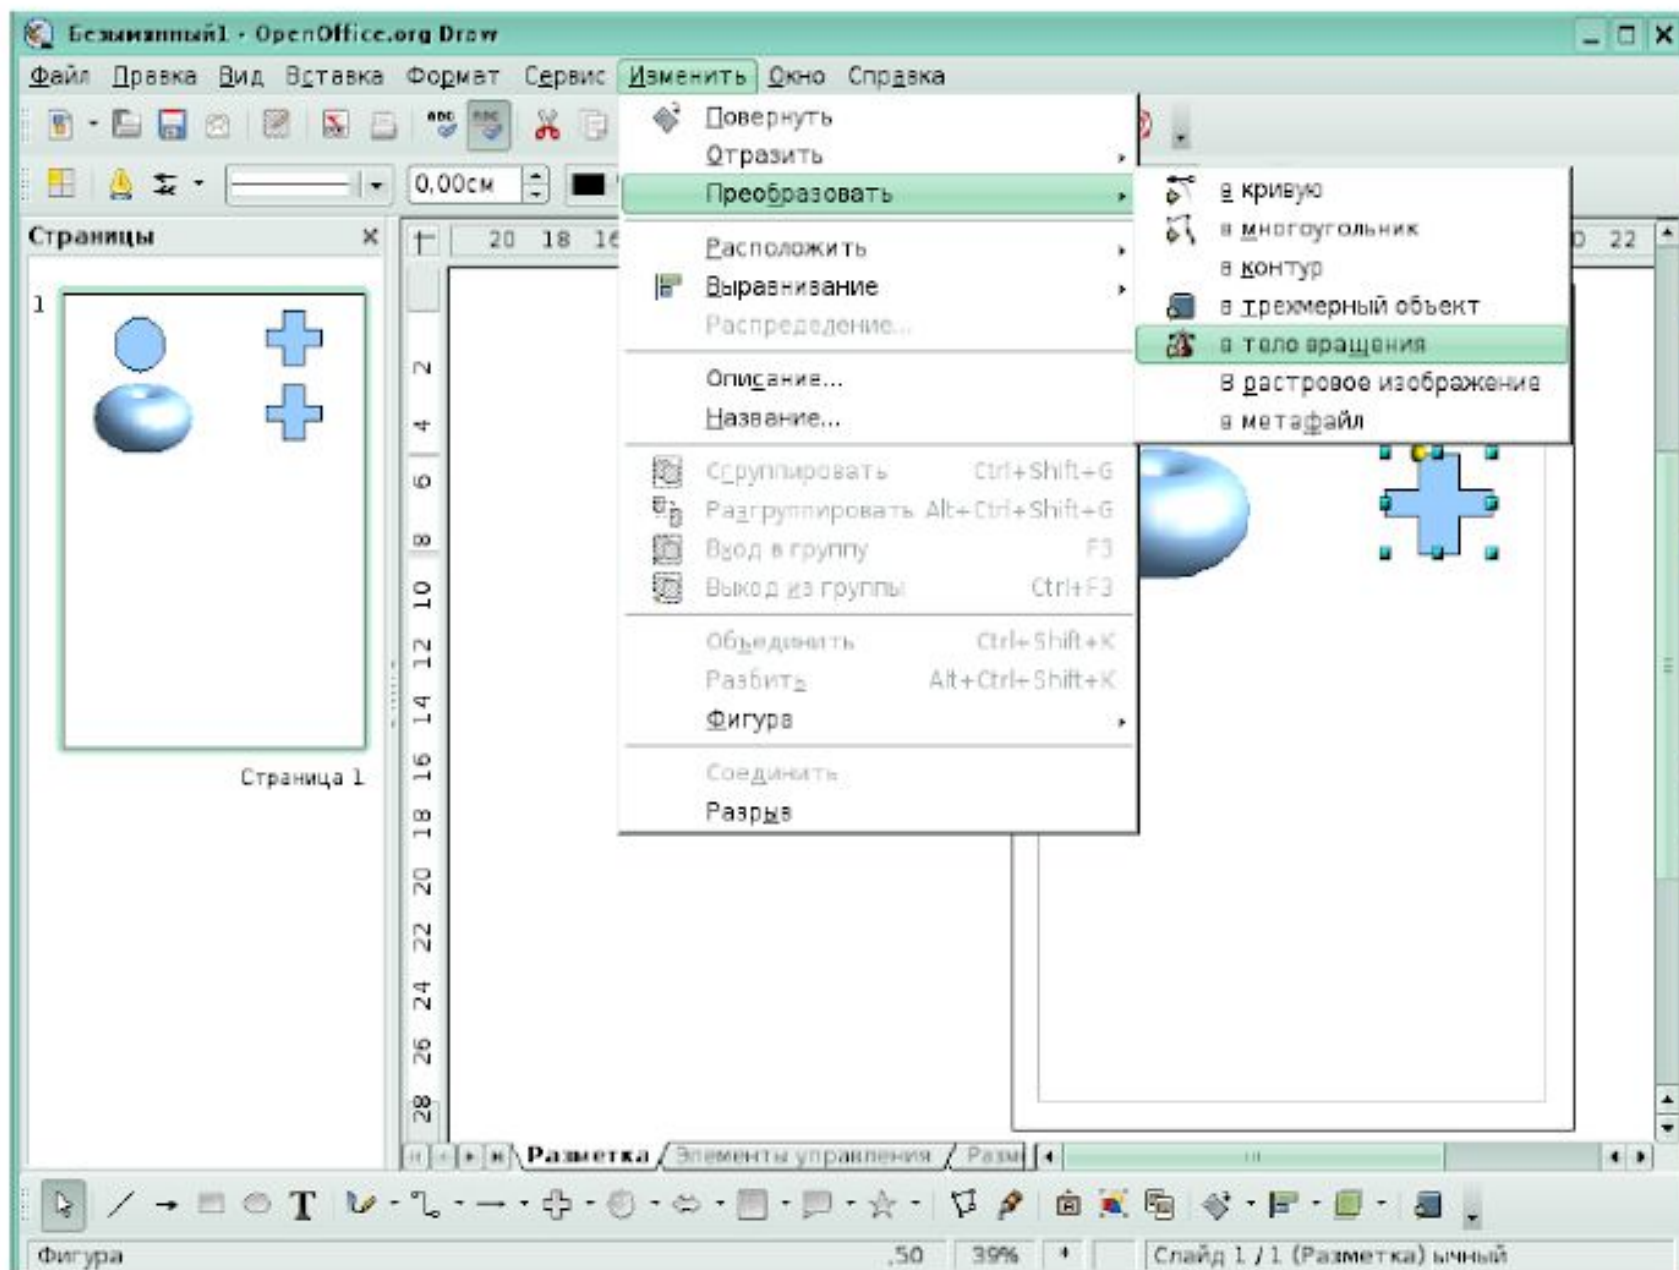 Безымянный1 - OpenOffice.org Draw
Файл Правка Вид Вставка Формат Сервис Изменить Окно Справка
0,00см
Страницы
20 18 16
22
1
Страница 1
2
4
6
8
10
12
14
16
18
20
22
24
26
28
Повернуть
Отразить
Преобразовать
Расположить
Выравнивание
Распределение...
Описание...
Название...
Сгруппировать Ctrl+Shift+G
Разгруппировать Alt+Ctrl+Shift+G
Вход в группу F3
Выход из группы Ctrl+F3
Объединить Ctrl+Shift+K
Разбить Alt+Ctrl+Shift+K
Фигура
Соединить
Разрыв
в кривую
в многоугольник
в контур
в трехмерный объект
в тело вращения
В растровое изображение
в метафайл
Разметка Элементы управления Разм
Фигура ,50 39% * Слайд 1 / 1 (Разметка) ычный